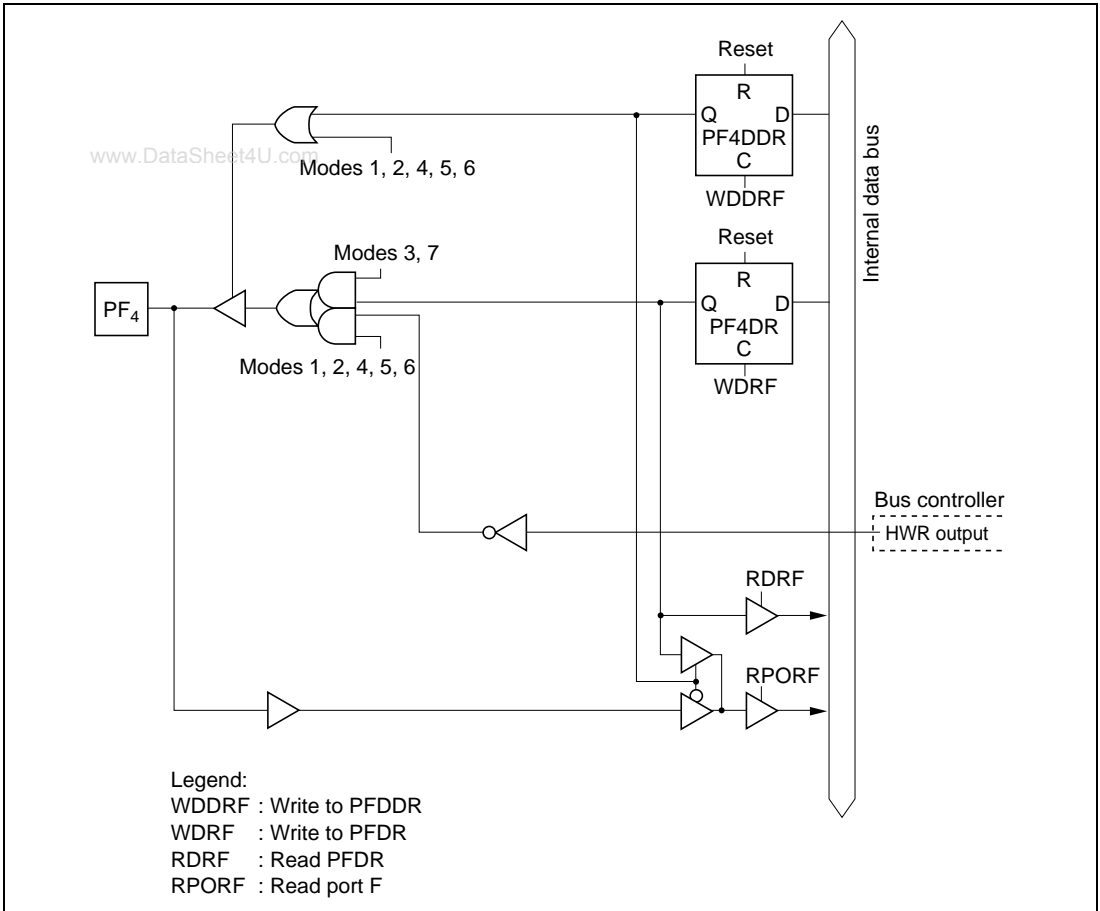 Reset
R
Q D
PF4DDR
C
WDDRF
Internal data bus
www.DataSheet4U.com
Modes 1, 2, 4, 5, 6
Reset
R
Q D
PF4DR
C
WDRF
Modes 3, 7
PF4
Modes 1, 2, 4, 5, 6
Bus controller
HWR output
RDRF
RPORF
Legend:
WDDRF : Write to PFDDR
WDRF : Write to PFDR
RDRF : Read PFDR
RPORF : Read port F